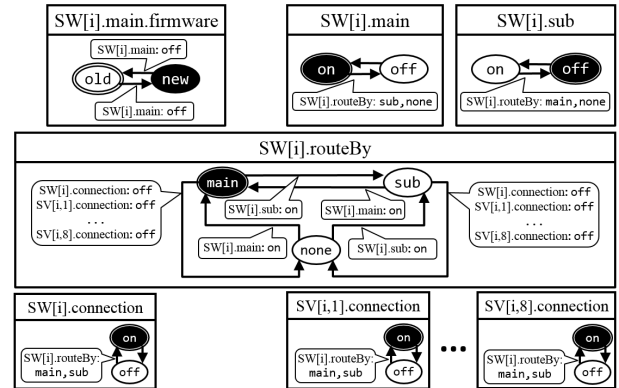 SW[i].main.firmware
SW[i].main: off
old
new
SW[i].main: off
SW[i].main
on
off
SW[i].routeBy: sub,none
SW[i].sub
on
off
SW[i].routeBy: main,none
SW[i].routeBy
main
sub
SW[i].connection: off
SV[i,1].connection: off
...
SV[i,8].connection: off
SW[i].sub: on
SW[i].main: on
SW[i].connection: off
SV[i,1].connection: off
...
SV[i,8].connection: off
SW[i].main: on
none
SW[i].sub: on
SW[i].connection
on
SW[i].routeBy:
main,sub
off
SV[i,1].connection
on
SW[i].routeBy:
main,sub
off
...
SV[i,8].connection
on
SW[i].routeBy:
main,sub
off